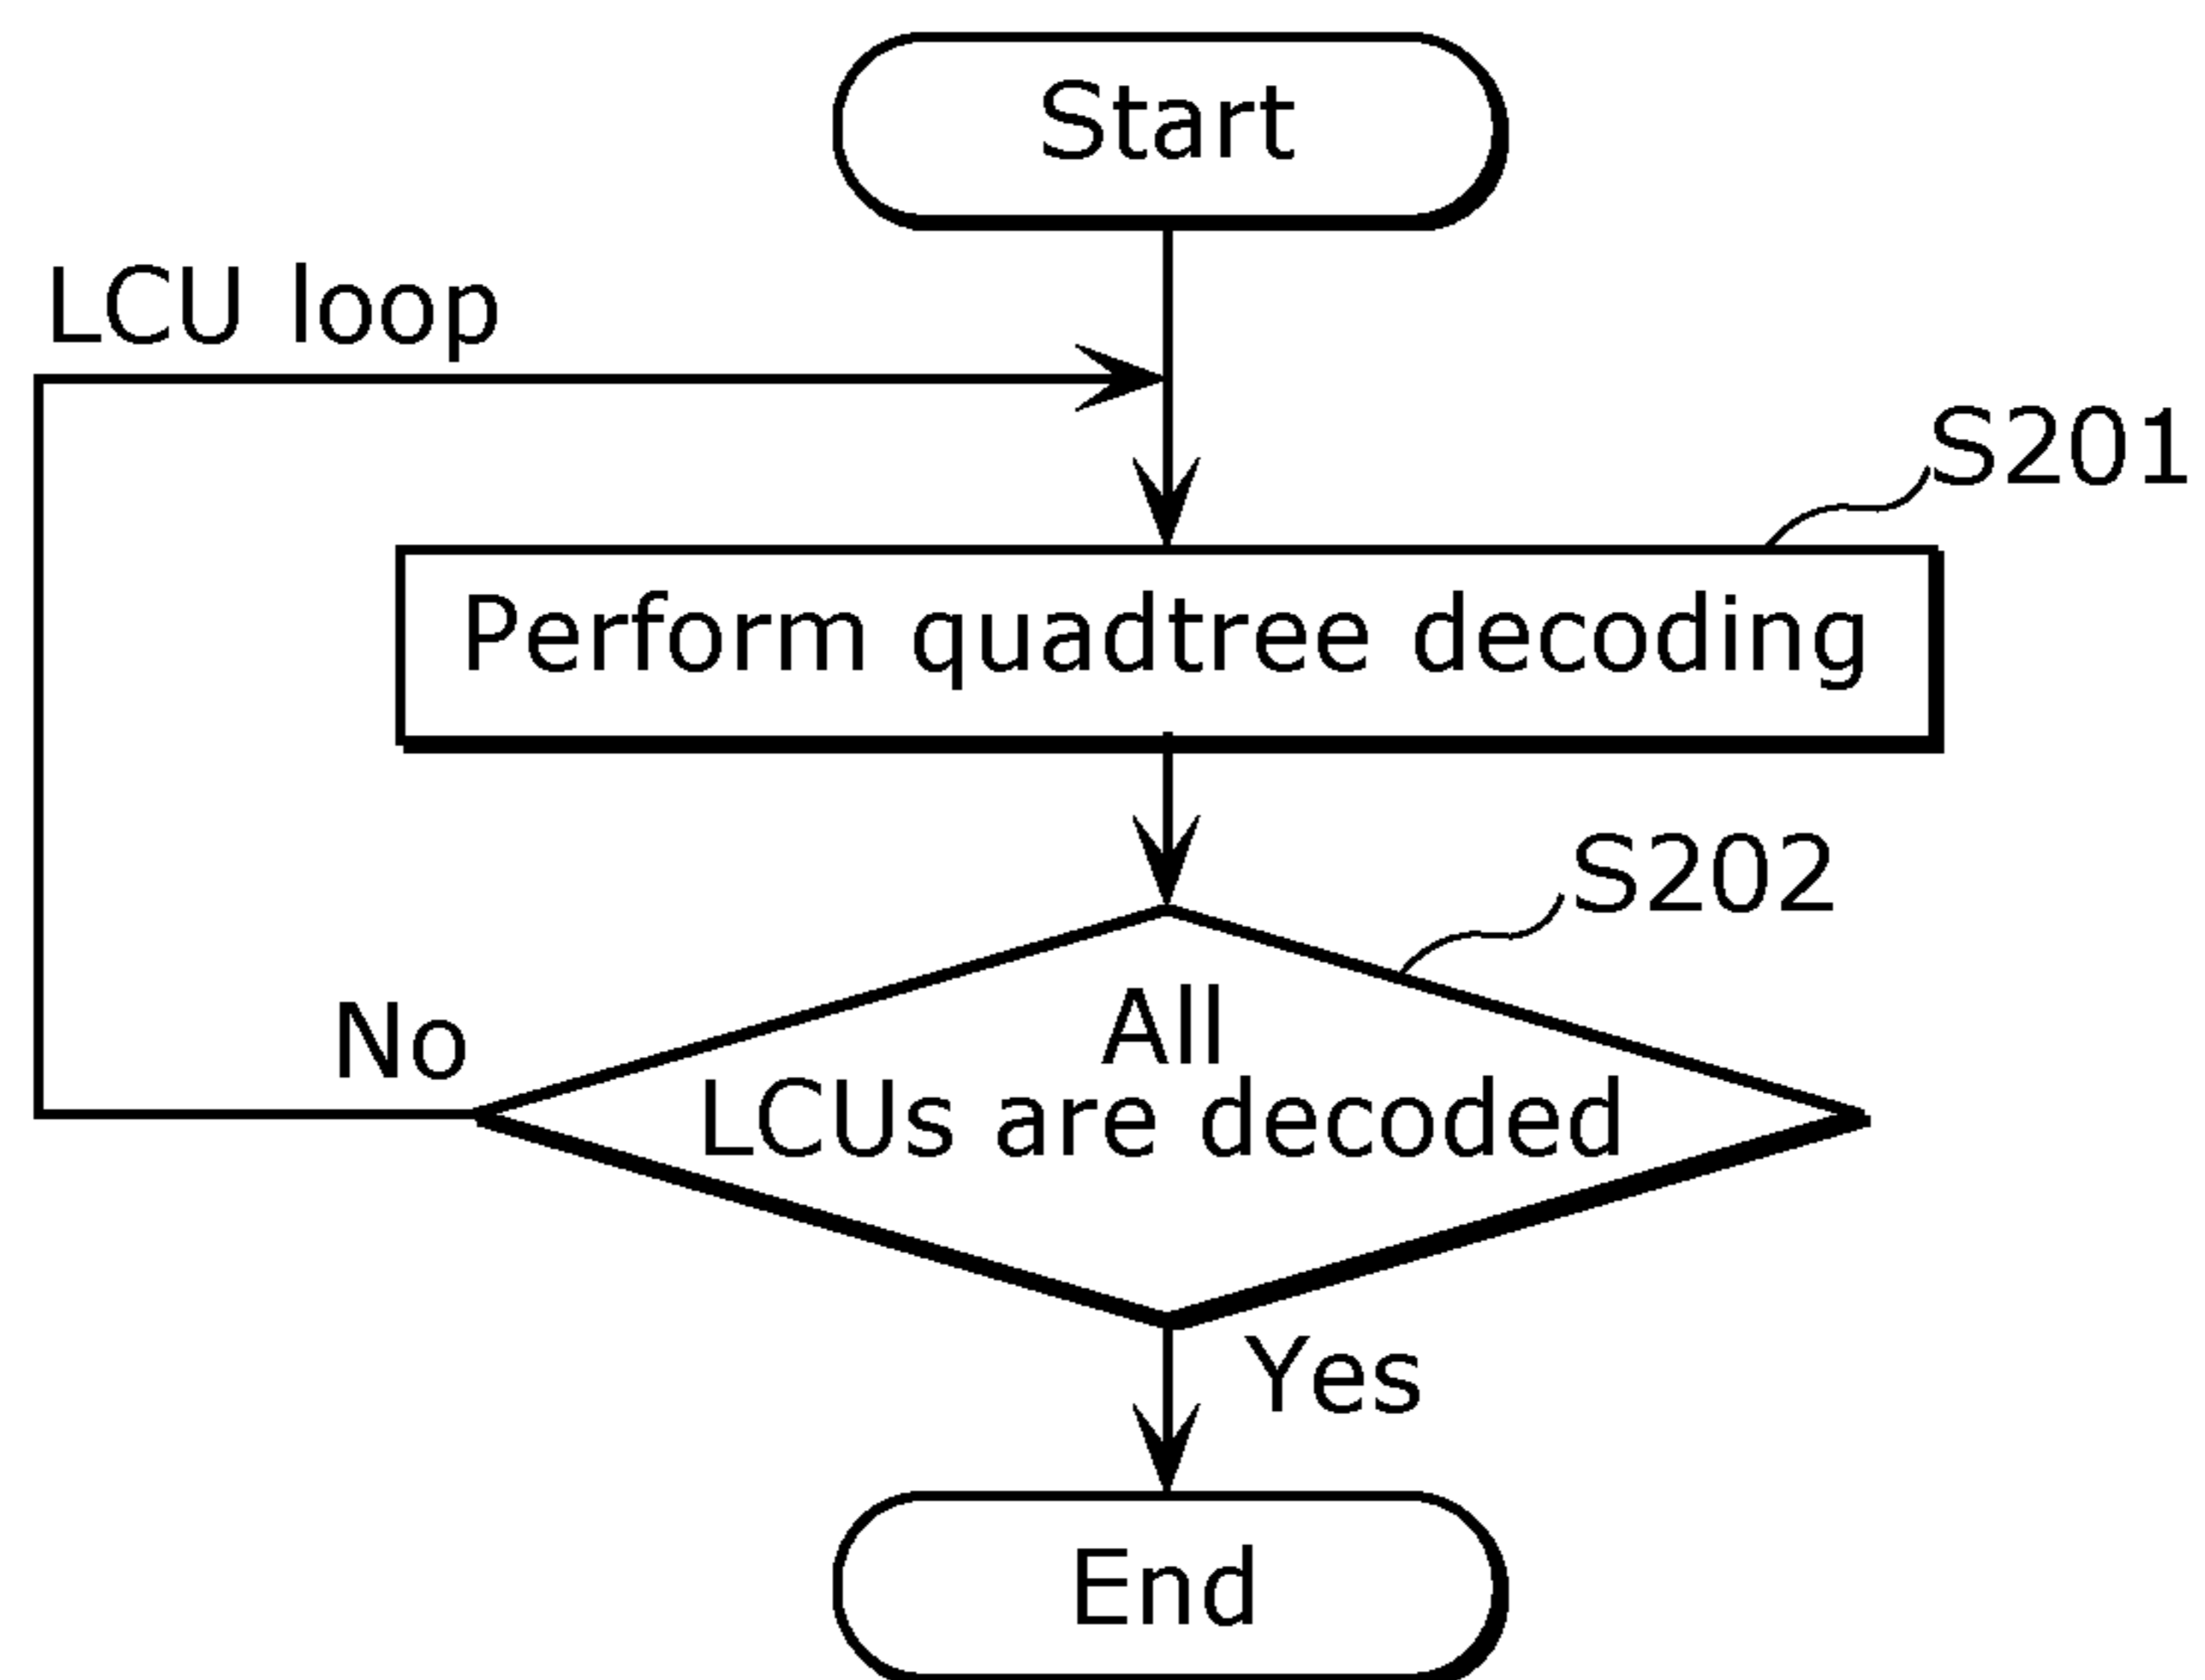 Start
LCU loop
S201
Perform quadtree decoding
S202
All
LCUs are decoded
No
Yes
End